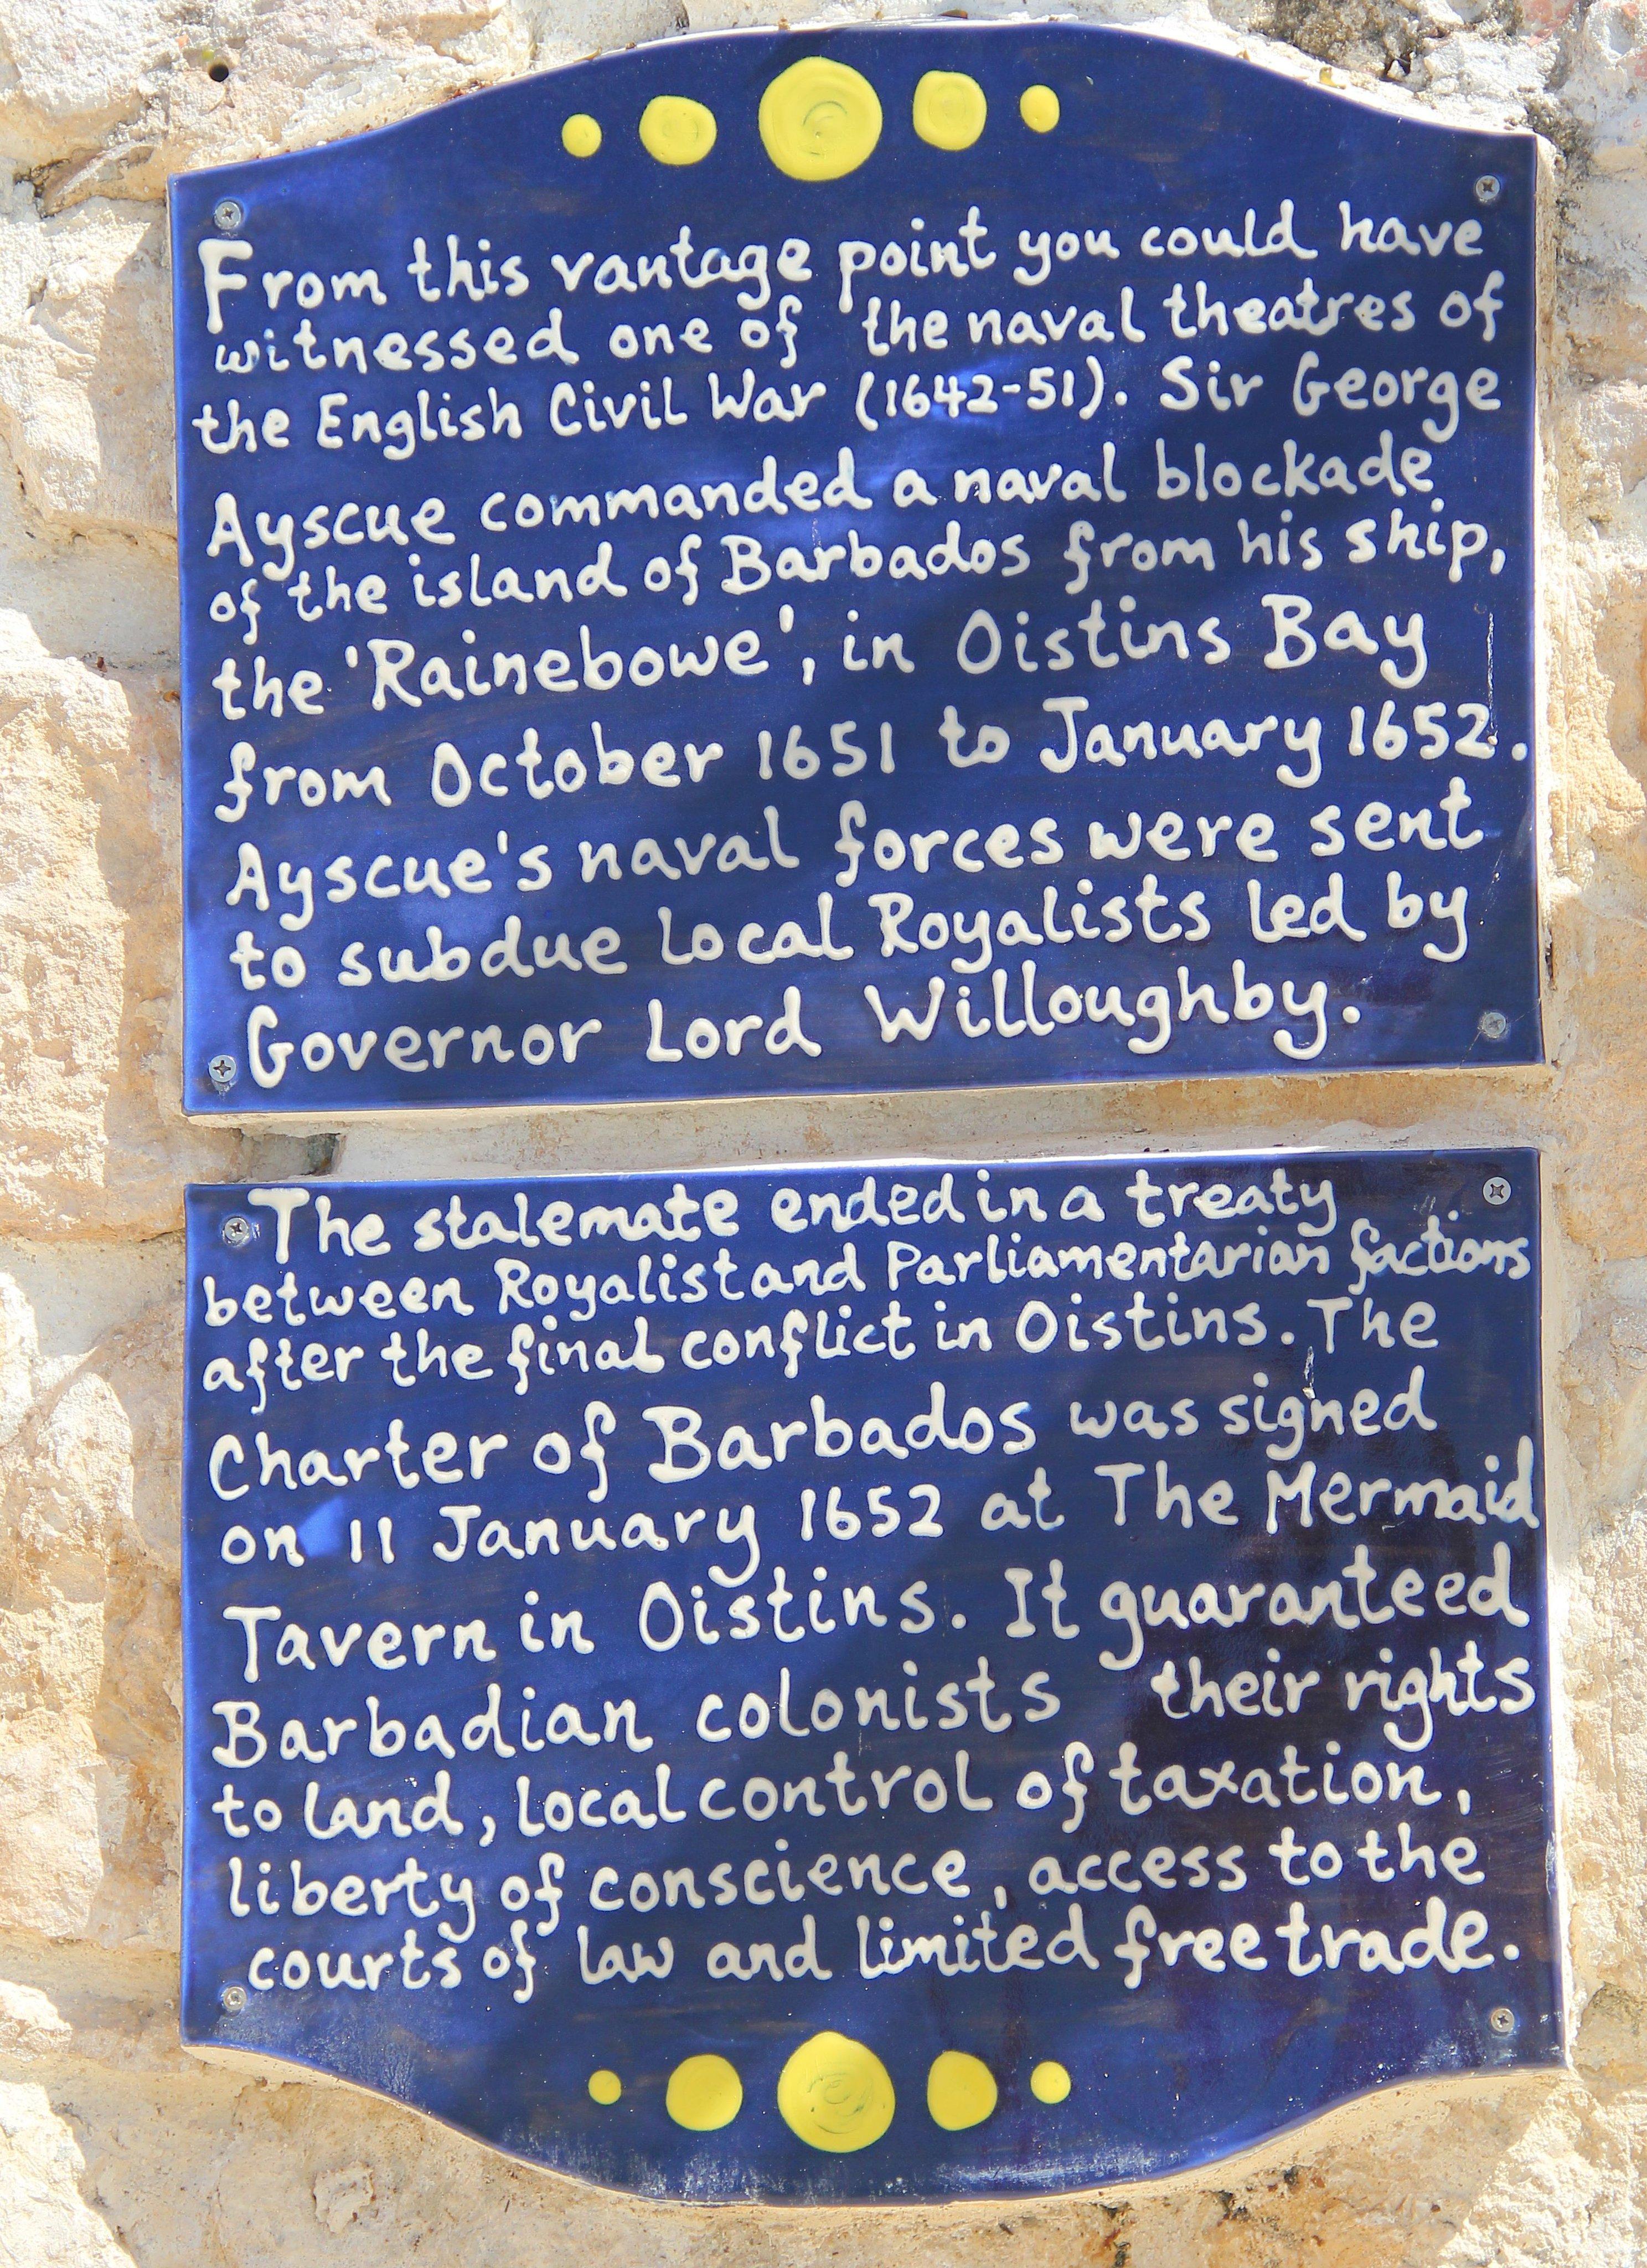 From this vantage point you could have
witnessed one of the naval theatres of
the English Civil War (1642-51). Sir George
Ayscue commanded a naval blockade
of the island of Barbados from his ship,
the 'Rainebowe', in Oistins Bay
from October 1651 to January 1652.
Ayscue's naval forces were sent
to subdue local Royalists led by
Governor Lord Willoughby.
The stalemate ended in a treaty
between Royalist and Parliamentarian factions
after the final conflict in Oistins. The
Charter of Barbados was signed
on 11 January 1652 at The Mermaid
Tavern in Oistins. It guaranteed
Barbadian colonists their rights
to land, local control of taxation,
liberty of conscience, access to the
courts of law and limited free trade.